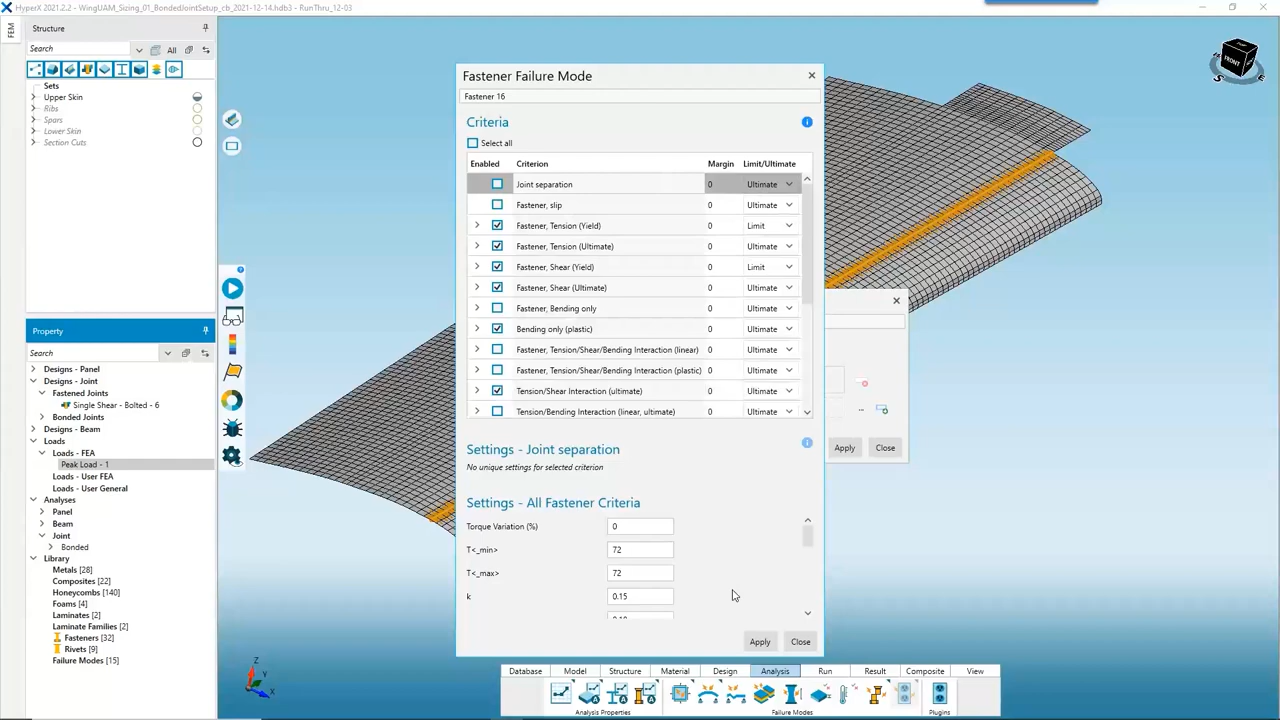 HyperX 2021.2.2 - WingUAM_Sizing_01_BondedJointSetup_cb_2021-12-14.hdb3 - RunThru_12-03
FEM
Structure
Search
All
Sets
Upper Skin
Ribs
Spars
Lower Skin
Section Cuts
Property
Search
Designs - Panel
Designs - Joint
Fastened Joints
Single Shear - Bolted - 6
Bonded Joints
Designs - Beam
Loads
Loads - FEA
Peak Load - 1
Loads - User FEA
Loads - User General
Analyses
Panel
Beam
Joint
Bonded
Library
Metals [28]
Composites [22]
Honeycombs [140]
Foams [4]
Laminates [2]
Laminate Families [2]
Fasteners [32]
Rivets [9]
Failure Modes [15]
Fastener Failure Mode
Fastener 16
Criteria
Select all
Enabled Criterion Margin Limit/Ultimate
Joint separation 0 Ultimate
Fastener, slip 0 Ultimate
Fastener, Tension (Yield) 0 Limit
Fastener, Tension (Ultimate) 0 Ultimate
Fastener, Shear (Yield) 0 Limit
Fastener, Shear (Ultimate) 0 Ultimate
Fastener, Bending only 0 Ultimate
Bending only (plastic) 0 Ultimate
Fastener, Tension/Shear/Bending Interaction (linear) 0 Ultimate
Fastener, Tension/Shear/Bending Interaction (plastic) 0 Ultimate
Tension/Shear Interaction (ultimate) 0 Ultimate
Tension/Bending Interaction (linear, ultimate) 0 Ultimate
Settings - Joint separation
No unique settings for selected criterion
Settings - All Fastener Criteria
Torque Variation (%) 0
T<_min> 72
T<_max> 72
k 0.15
Apply Close
...
Apply Close
FRONT
Z
Y
X
Database Model Structure Material Design Analysis Run Result Composite View
Analysis Properties Failure Modes Plugins